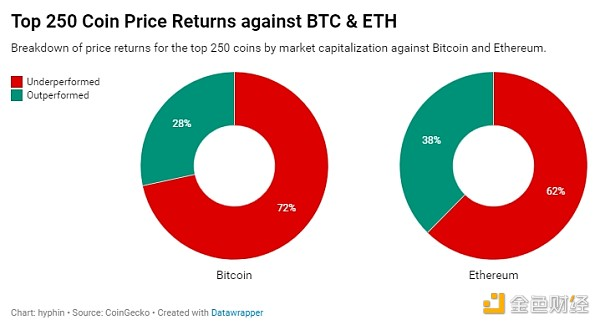 Top 250 Coin Price Returns against BTC & ETH
Breakdown of price returns for the top 250 coins by market capitalization against Bitcoin and Ethereum.
Underperformed
Outperformed
28%
72%
Bitcoin
38%
62%
Ethereum
Chart: hyphin • Source: CoinGecko • Created with Datawrapper
金色财经